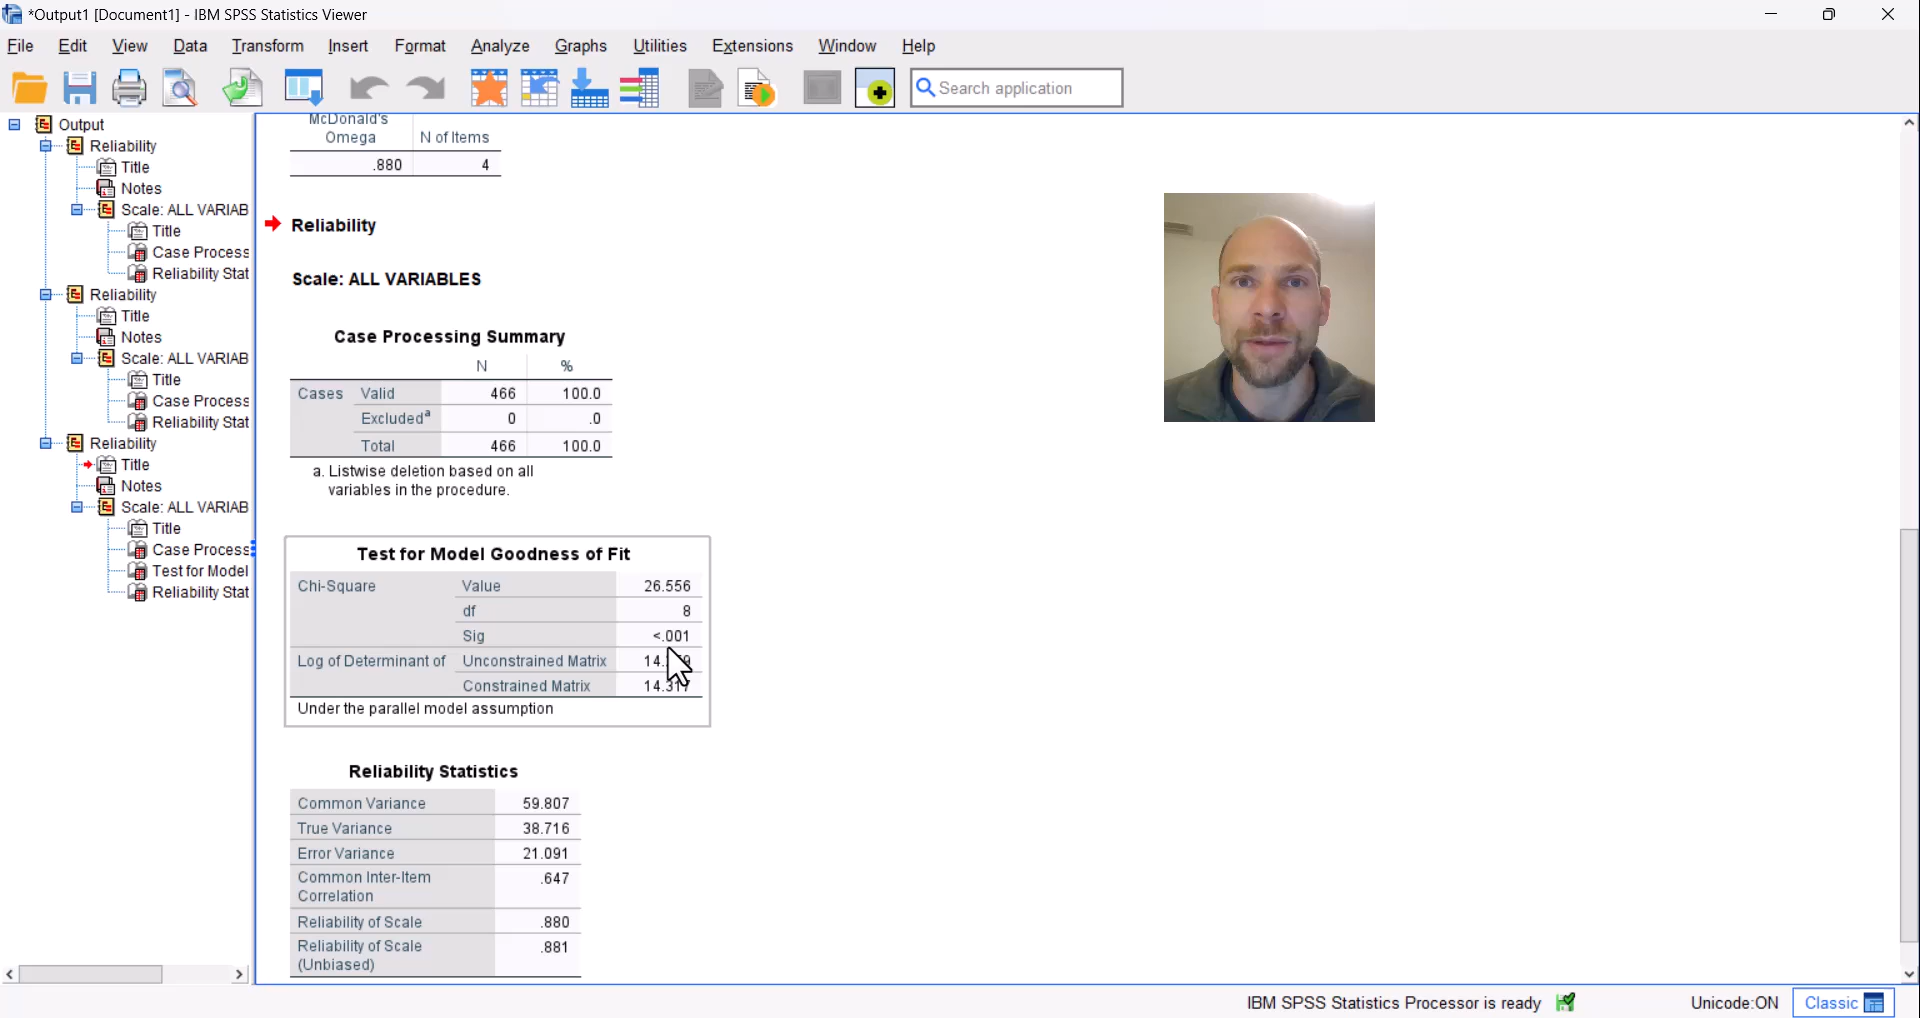 *Output1 [Document1] - IBM SPSS Statistics Viewer
File Edit View Data Transform Insert Format Analyze Graphs Utilities Extensions Window Help
Search application
Output
Reliability
Title
Notes
Scale: ALL VARIAB
Title
Case Process
Reliability Stat
Reliability
Title
Notes
Scale: ALL VARIAB
Title
Case Process
Reliability Stat
Reliability
Title
Notes
Scale: ALL VARIAB
Title
Case Process
Test for Model
Reliability Stat
McDonald's
Omega N of Items
.880 4
Reliability
Scale: ALL VARIABLES
Case Processing Summary
N %
Cases Valid 466 100.0
Excludedª 0 .0
Total 466 100.0
a. Listwise deletion based on all
variables in the procedure.
Test for Model Goodness of Fit
Chi-Square Value 26.556
df 8
Sig <.001
Log of Determinant of Unconstrained Matrix
Constrained Matrix 14.317
Under the parallel model assumption
Reliability Statistics
Common Variance 59.807
True Variance 38.716
Error Variance 21.091
Common Inter-Item
Correlation .647
Reliability of Scale .880
Reliability of Scale
(Unbiased) .881
IBM SPSS Statistics Processor is ready Unicode:ON Classic